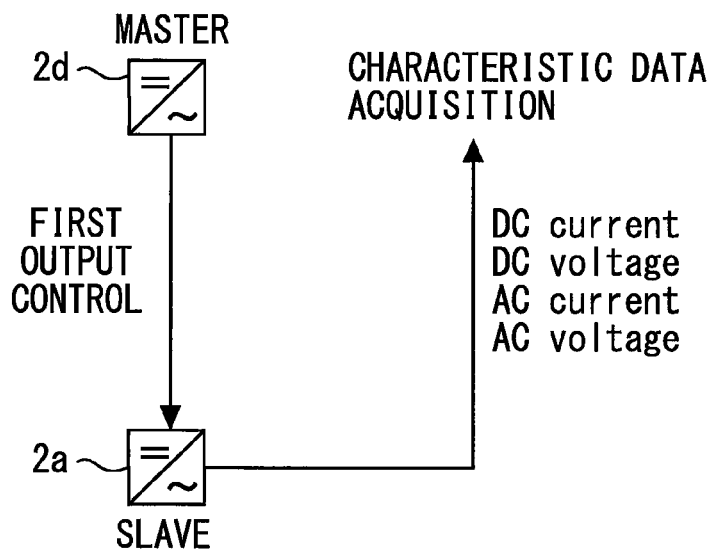 MASTER
2d
CHARACTERISTIC DATA
ACQUISITION
FIRST
OUTPUT
CONTROL
DC current
DC voltage
AC current
AC voltage
2a
SLAVE